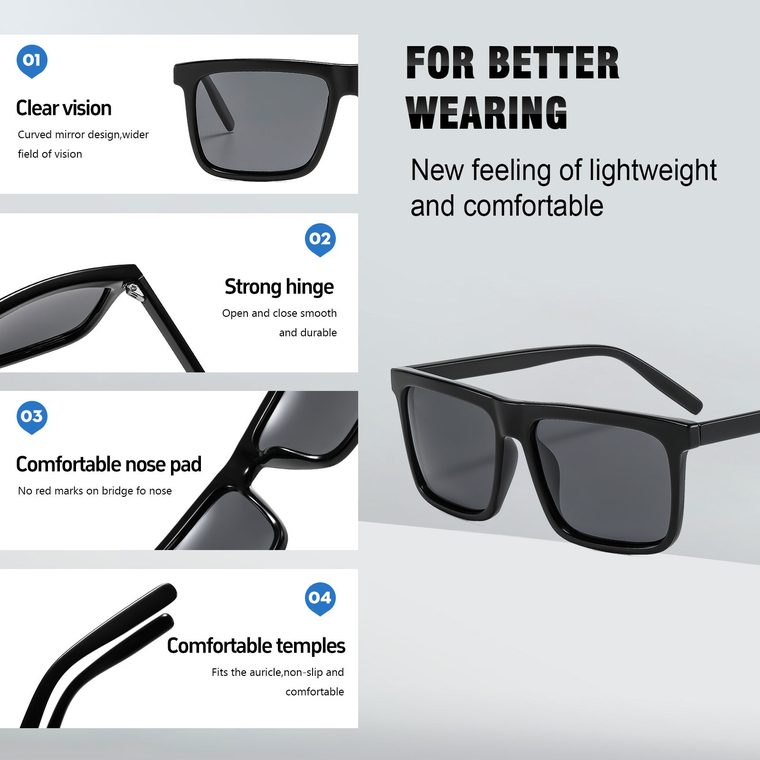 01
Clear vision
Curved mirror design,wider
field of vision
02
Strong hinge
Open and close smooth
and durable
03
Comfortable nose pad
No red marks on bridge fo nose
04
Comfortable temples
Fits the auricle,non-slip and
comfortable
FOR BETTER
WEARING
New feeling of lightweight
and comfortable